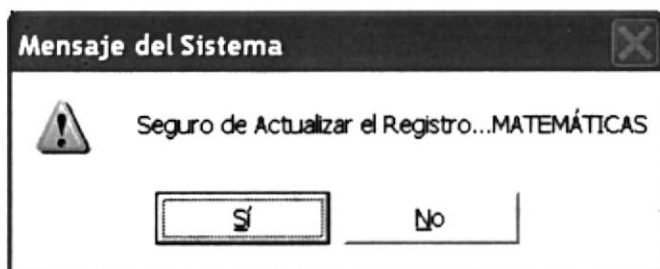 Mensaje del Sistema
Seguro de Actualizar el Registro...MATEMÁTICAS
Sí
No